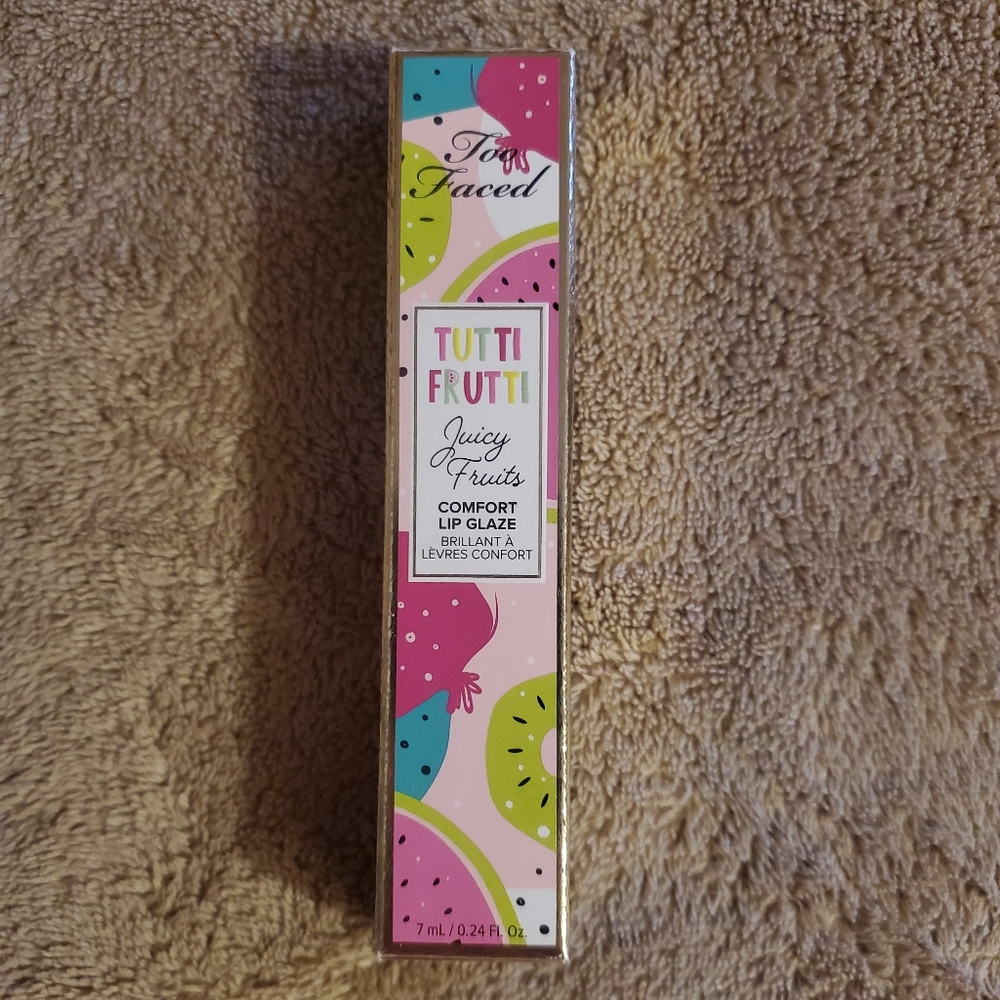 Too
Faced
TUTTI
FRUTTI
Juicy
Fruits
COMFORT
LIP GLAZE
BRILLANT À
LÈVRES CONFORT
7 mL / 0.24 Fl. Oz.